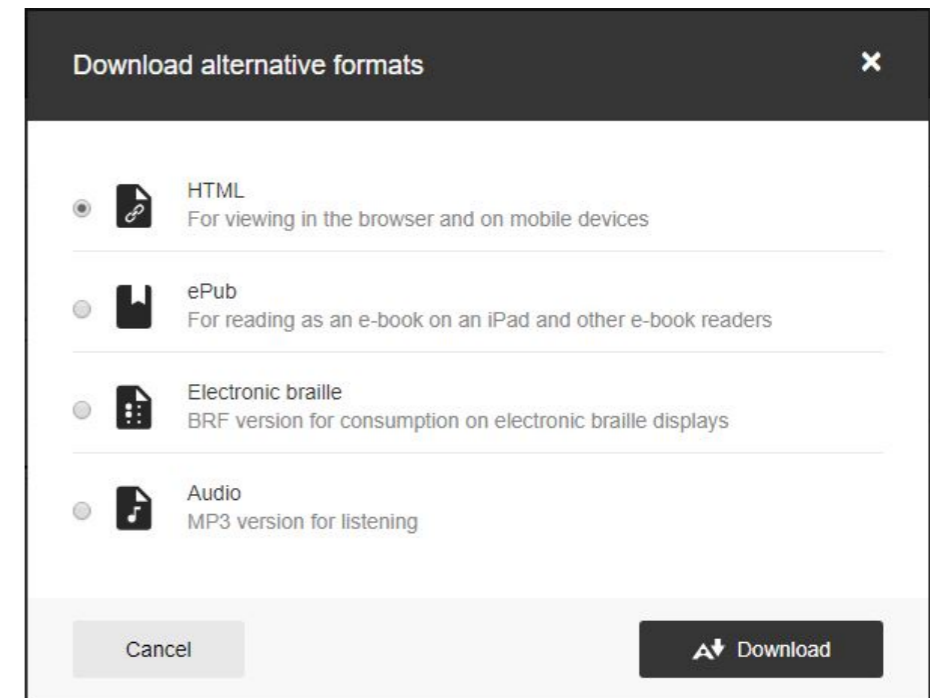 Download alternative formats
HTML
For viewing in the browser and on mobile devices
ePub
For reading as an e-book on an iPad and other e-book readers
Electronic braille
BRF version for consumption on electronic braille displays
Audio
MP3 version for listening
Cancel
Download